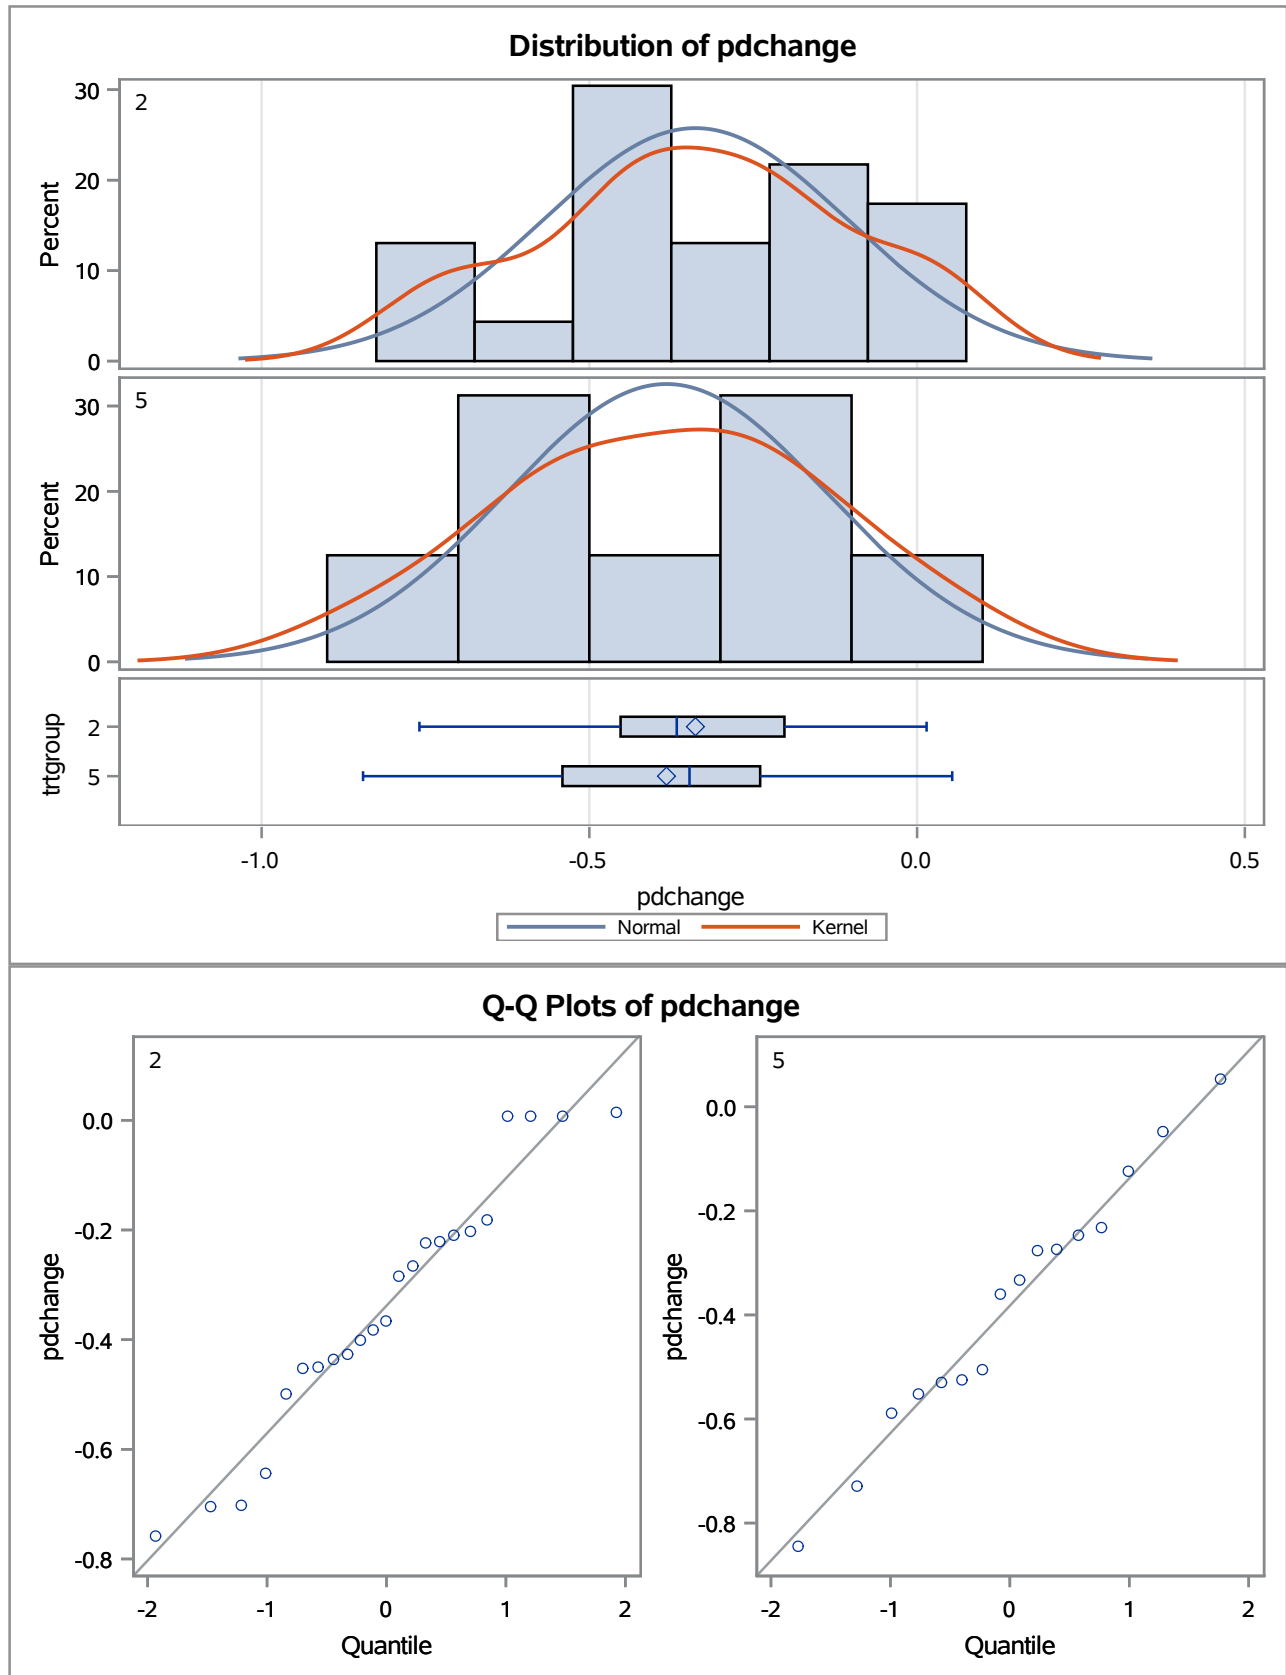 Distribution of pdchange
2
30
20
10
0
Percent
5
30
20
10
0
Percent
trtgroup
2
5
-1.0 -0.5 0.0 0.5
pdchange
Normal Kernel
Q-Q Plots of pdchange
2
0.0
-0.2
-0.4
-0.6
-0.8
pdchange
-2 -1 0 1 2
Quantile
5
0.0
-0.2
-0.4
-0.6
-0.8
pdchange
-2 -1 0 1 2
Quantile